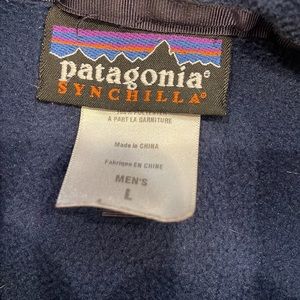 patagonia®
SYNCHILLA®
À PART LA GARNITURE
Made in CHINA
Fabriqué EN CHINE
MEN'S
L